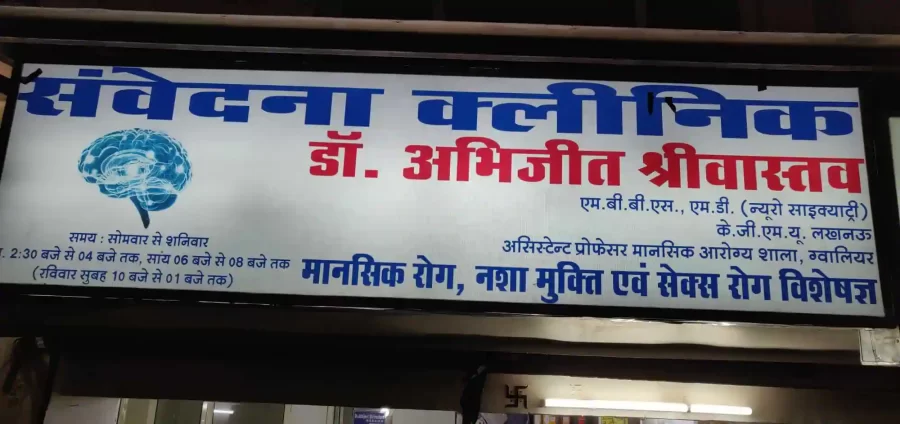 संवेदना क्लीनिक
डॉ. अभिजीत श्रीवास्तव
एम.बी.बी.एस., एम.डी. (न्यूरो साइक्याट्री)
के.जी.एम.यू. लखनऊ
असिस्टेन्ट प्रोफेसर मानसिक आरोग्य शाला, ग्वालियर
मानसिक रोग, नशा मुक्ति एवं सेक्स रोग विशेषज्ञ
समय : सोमवार से शनिवार
2:30 बजे से 04 बजे तक, सांय 06 बजे से 08 बजे तक
(रविवार सुबह 10 बजे से 01 बजे तक)